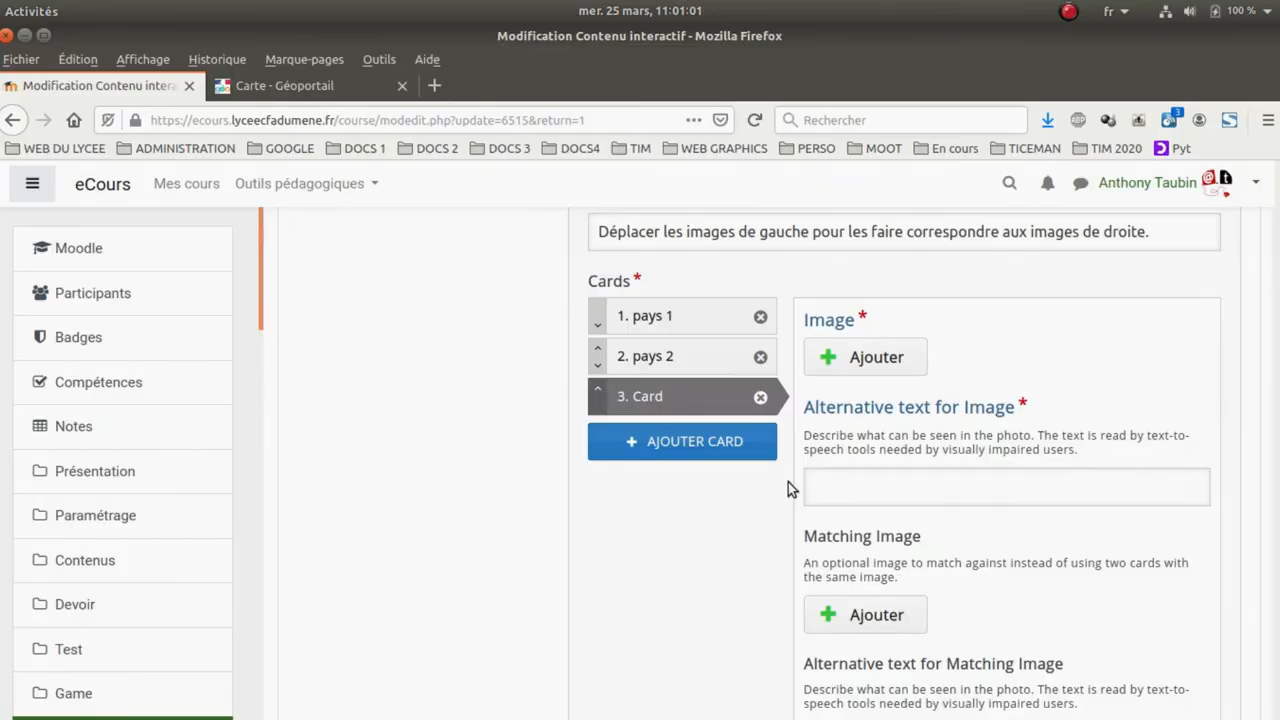 Activités
mer. 25 mars, 11:01:01
fr
100 %
Modification Contenu interactif - Mozilla Firefox
Fichier Édition Affichage Historique Marque-pages Outils Aide
Modification Contenu intera
Carte - Géoportail
https://ecours.lyceecfadumene.fr/course/modedit.php?update=6515&return=1
Rechercher
3
WEB DU LYCEE ADMINISTRATION GOOGLE DOCS 1 DOCS 2 DOCS 3 DOCS4 TIM WEB GRAPHICS PERSO MOOT En cours TICEMAN TIM 2020 Pyt
eCours
Mes cours
Outils pédagogiques
Anthony Taubin
Moodle
Participants
Badges
Compétences
Notes
Présentation
Paramétrage
Contenus
Devoir
Test
Game
Déplacer les images de gauche pour les faire correspondre aux images de droite.
Cards *
1. pays 1
2. pays 2
3. Card
+ AJOUTER CARD
Image *
Ajouter
Alternative text for Image *
Describe what can be seen in the photo. The text is read by text-to-
speech tools needed by visually impaired users.
Matching Image
An optional image to match against instead of using two cards with
the same image.
Ajouter
Alternative text for Matching Image
Describe what can be seen in the photo. The text is read by text-to-
speech tools needed by visually impaired users.